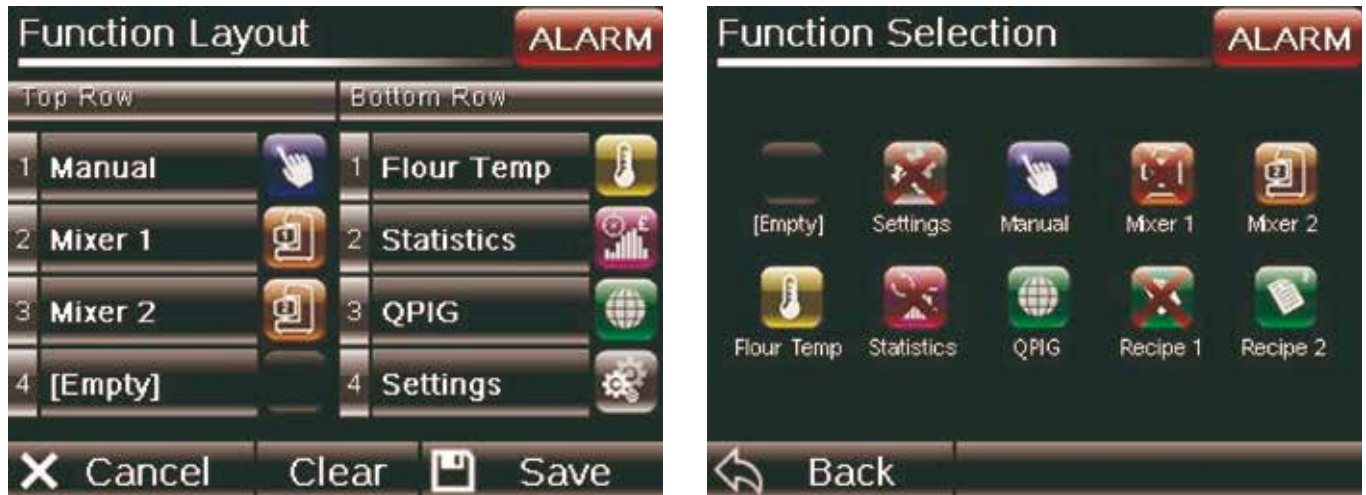 Function Layout ALARM
Top Row Bottom Row
1 Manual 1 Flour Temp
2 Mixer 1 2 Statistics
3 Mixer 2 3 QPIG
4 [Empty] 4 Settings
Cancel Clear Save
Function Selection ALARM
[Empty] Settings Manual Mixer 1 Mixer 2
Flour Temp Statistics QPIG Recipe 1 Recipe 2
Back